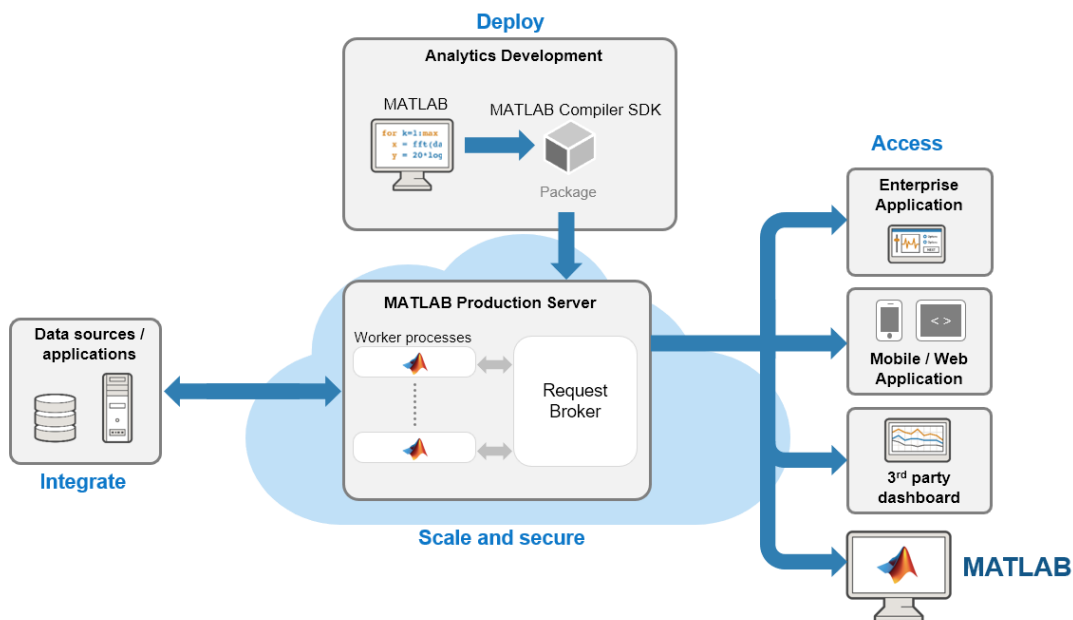 Deploy
Analytics Development
MATLAB
MATLAB Compiler SDK
for k=1:max
x = fft(da
y = 20*log
Package
Access
Enterprise
Application
MATLAB Production Server
Worker processes
Request
Broker
Data sources /
applications
Integrate
< >
Mobile / Web
Application
3rd party
dashboard
Scale and secure
MATLAB